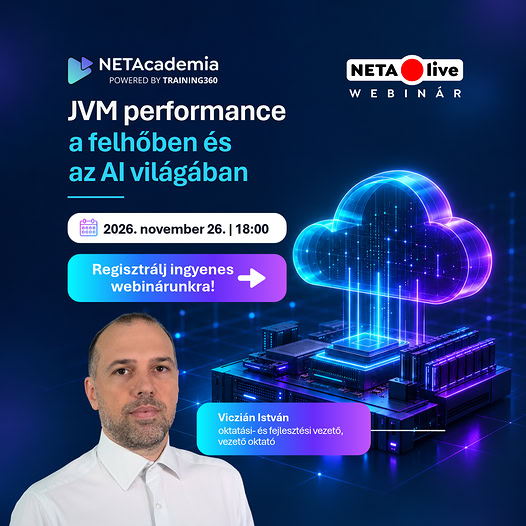 NETAcademia
POWERED BY TRAINING360
NETA live
WEBINÁR
JVM performance
a felhőben és
az AI világában
2026. november 26. | 18:00
Regisztrálj ingyenes
webinárunkra!
Viczián István
oktatási- és fejlesztési vezető,
vezető oktató